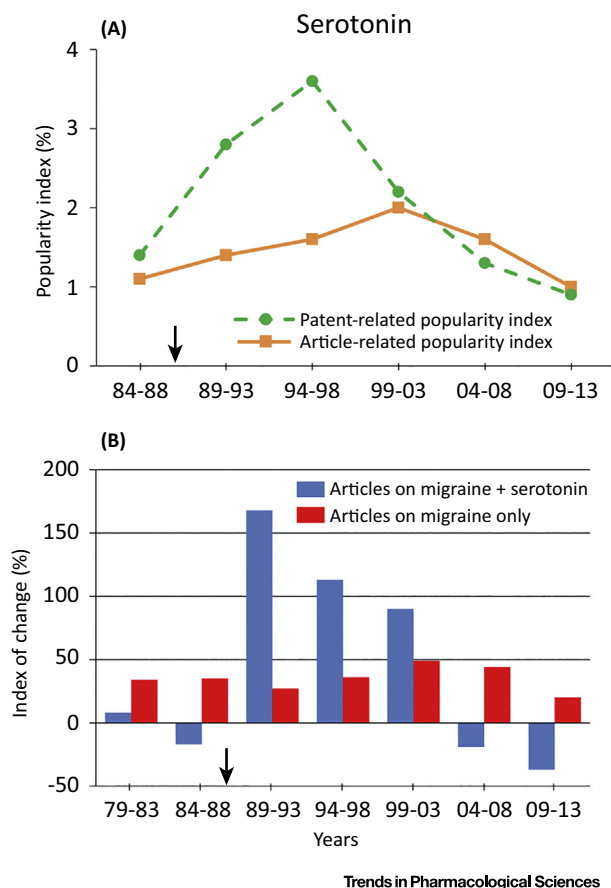 (A)
Serotonin
4
3
2
1
0
Popularity index (%)
Patent-related popularity index
Article-related popularity index
84-88 89-93 94-98 99-03 04-08 09-13
(B)
200
150
100
50
0
-50
Index of change (%)
Articles on migraine + serotonin
Articles on migraine only
79-83 84-88 89-93 94-98 99-03 04-08 09-13
Years
Trends in Pharmacological Sciences